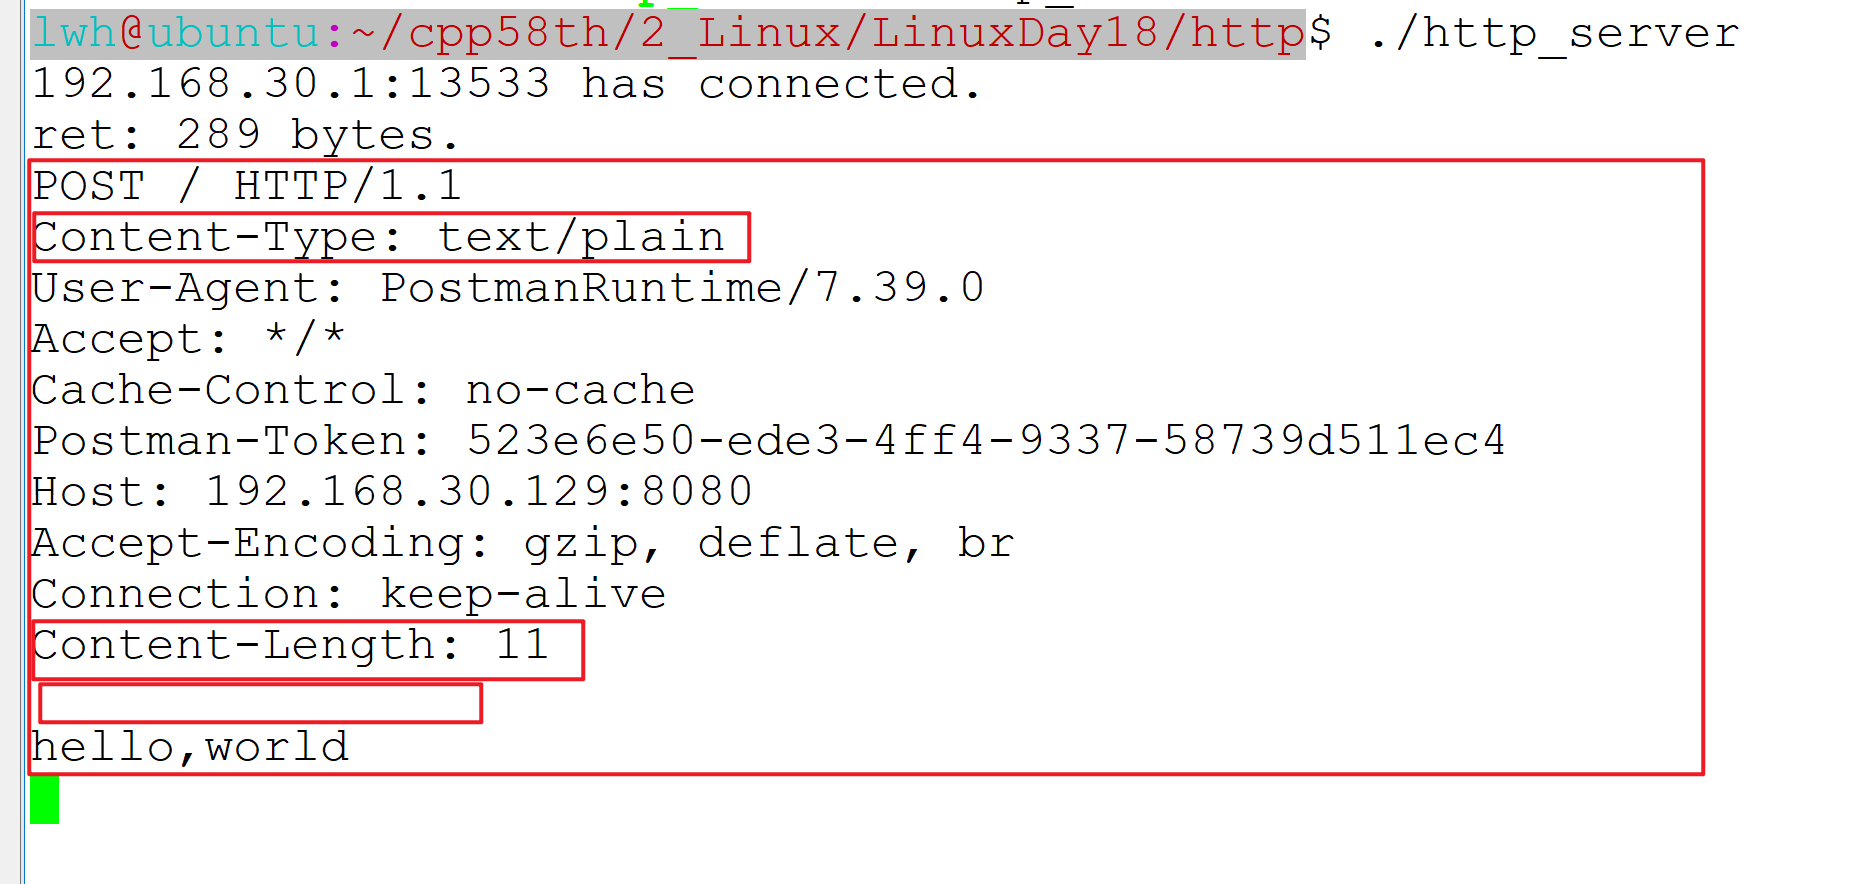 lwh@ubuntu:~/cpp58th/2_Linux/LinuxDay18/http$ ./http_server
192.168.30.1:13533 has connected.
ret: 289 bytes.
POST / HTTP/1.1
Content-Type: text/plain
User-Agent: PostmanRuntime/7.39.0
Accept: */*
Cache-Control: no-cache
Postman-Token: 523e6e50-ede3-4ff4-9337-58739d511ec4
Host: 192.168.30.129:8080
Accept-Encoding: gzip, deflate, br
Connection: keep-alive
Content-Length: 11
hello,world